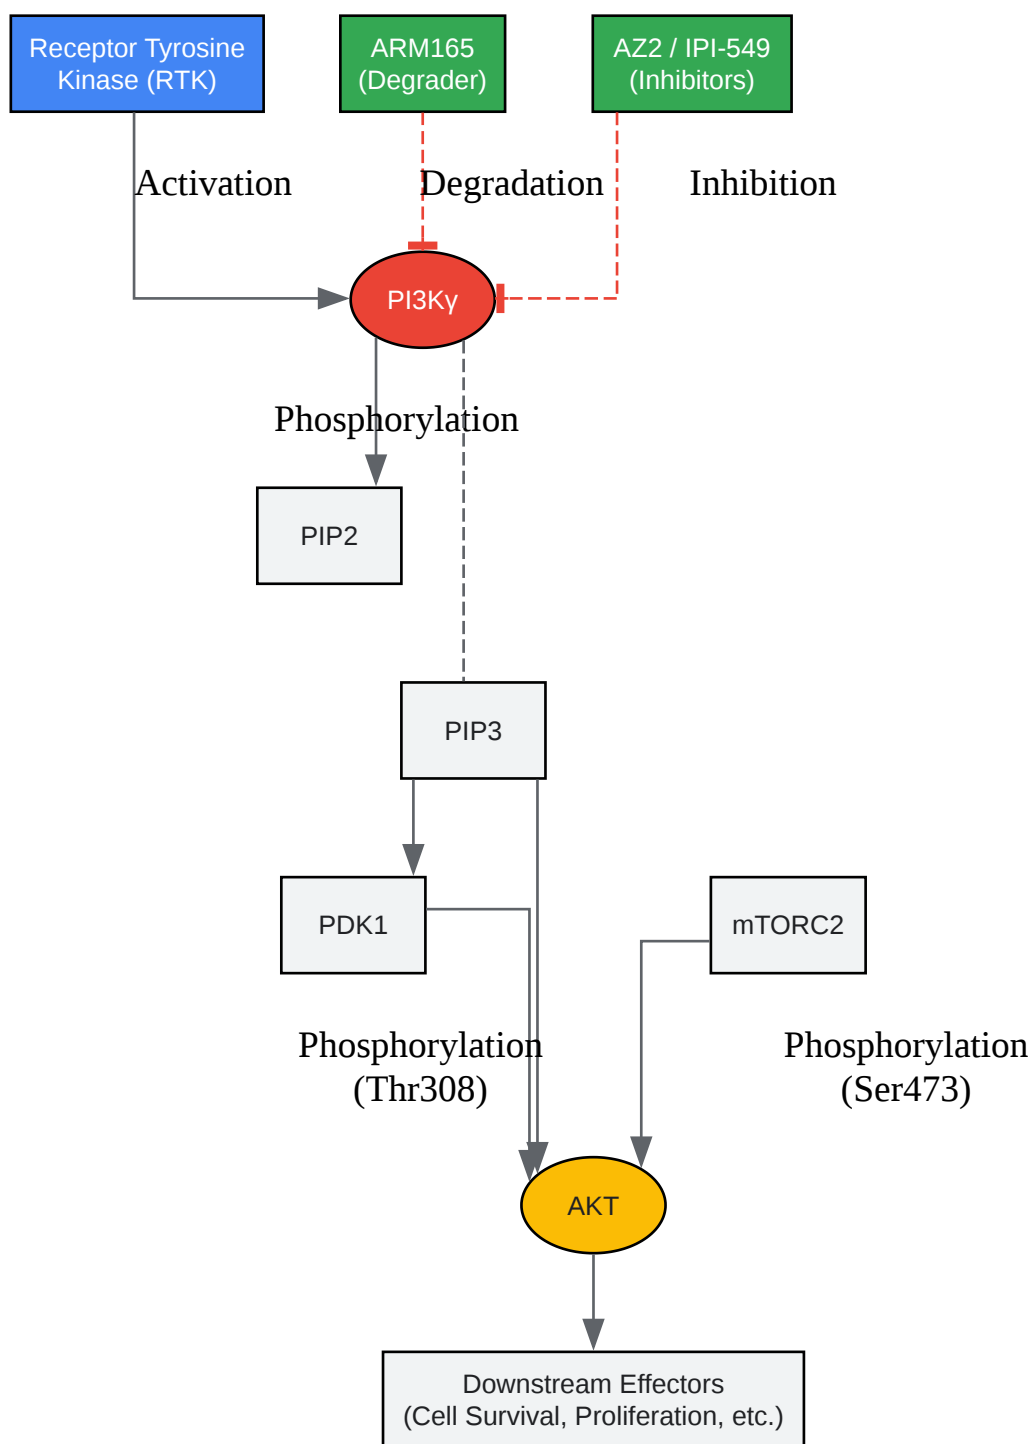 Receptor Tyrosine
Kinase (RTK)
ARM165
(Degrader)
AZ2 / IPI-549
(Inhibitors)
Activation
Degradation
Inhibition
PI3Kγ
Phosphorylation
PIP2
PIP3
PDK1
mTORC2
Phosphorylation
(Thr308)
Phosphorylation
(Ser473)
AKT
Downstream Effectors
(Cell Survival, Proliferation, etc.)